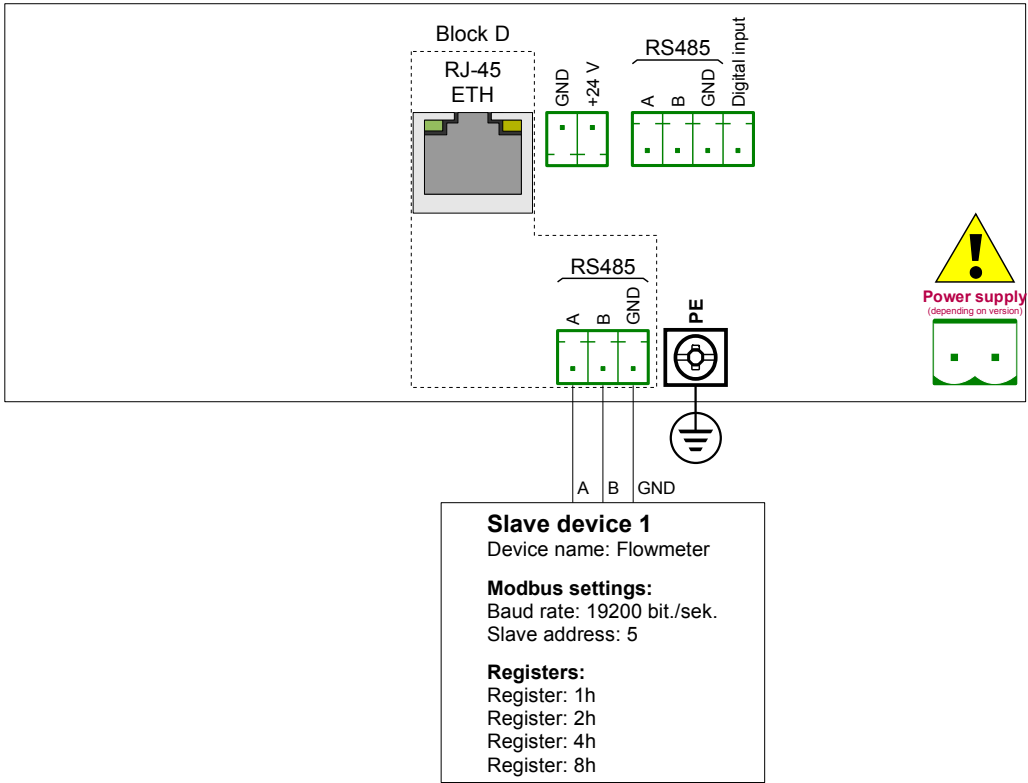 Block D
RJ-45
ETH
GND
+24 V
RS485
A
B
GND
Digital input
RS485
A
B
GND
PE
Power supply
(depending on version)
A B GND
Slave device 1
Device name: Flowmeter
Modbus settings:
Baud rate: 19200 bit./sek.
Slave address: 5
Registers:
Register: 1h
Register: 2h
Register: 4h
Register: 8h